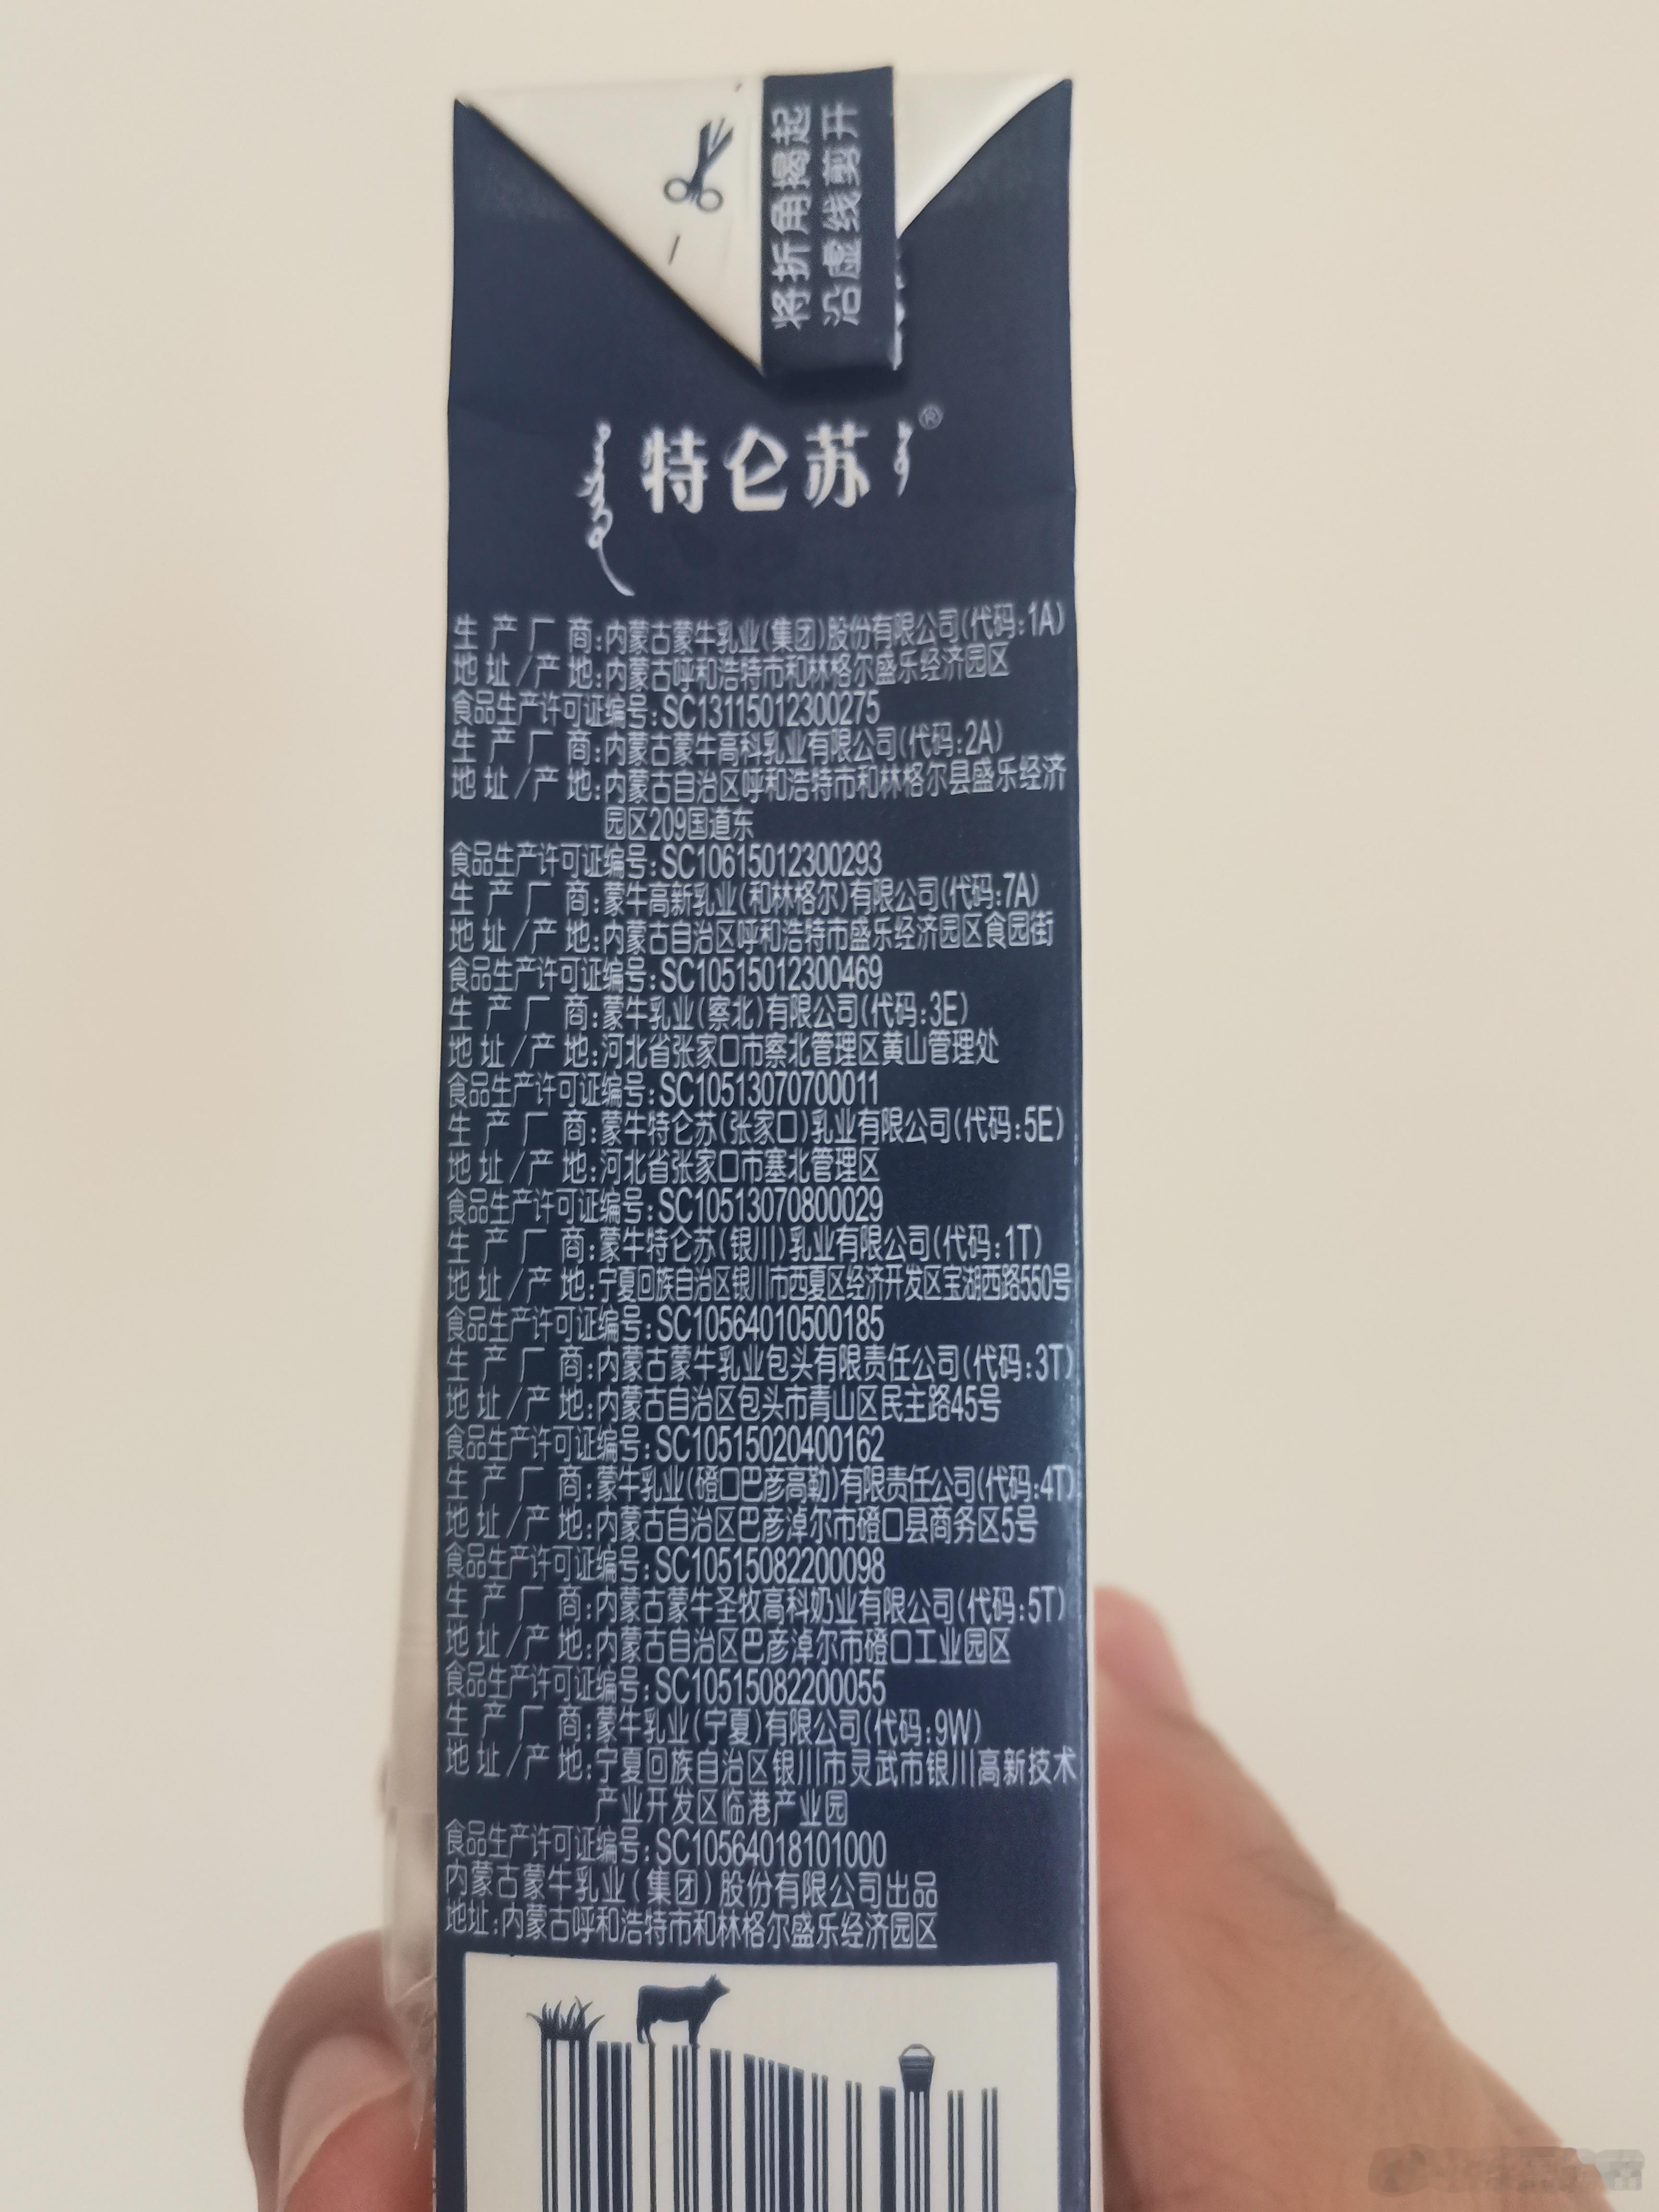 将折角揭起
沿虚线剪开
特仑苏®
生产厂商:内蒙古蒙牛乳业(集团)股份有限公司(代码:1A)
地址/产地:内蒙古呼和浩特市和林格尔盛乐经济园区
食品生产许可证编号:SC13115012300275
生产厂商:内蒙古蒙牛高科乳业有限公司(代码:2A)
地址/产地:内蒙古自治区呼和浩特市和林格尔县盛乐经济
园区209国道东
食品生产许可证编号:SC10615012300293
生产厂商:蒙牛高新乳业(和林格尔)有限公司(代码:7A)
地址/产地:内蒙古自治区呼和浩特市盛乐经济园区食园街
食品生产许可证编号:SC10515012300469
生产厂商:蒙牛乳业(察北)有限公司(代码:3E)
地址/产地:河北省张家口市察北管理区黄山管理处
食品生产许可证编号:SC10513070700011
生产厂商:蒙牛特仑苏(张家口)乳业有限公司(代码:5E)
地址/产地:河北省张家口市塞北管理区
食品生产许可证编号:SC10513070800029
生产厂商:蒙牛特仑苏(银川)乳业有限公司(代码:1T)
地址/产地:宁夏回族自治区银川市西夏区经济开发区宝湖西路550号
食品生产许可证编号:SC10564010500185
生产厂商:内蒙古蒙牛乳业包头有限责任公司(代码:3T)
地址/产地:内蒙古自治区包头市青山区民主路45号
食品生产许可证编号:SC10515020400162
生产厂商:蒙牛乳业(磴口巴彦高勒)有限责任公司(代码:4T)
地址/产地:内蒙古自治区巴彦淖尔市磴口县商务区5号
食品生产许可证编号:SC10515082200098
生产厂商:内蒙古蒙牛圣牧高科奶业有限公司(代码:5T)
地址/产地:内蒙古自治区巴彦淖尔市磴口工业园区
食品生产许可证编号:SC10515082200055
生产厂商:蒙牛乳业(宁夏)有限公司(代码:9W)
地址/产地:宁夏回族自治区银川市灵武市银川高新技术
产业开发区临港产业园
食品生产许可证编号:SC10564018101000
内蒙古蒙牛乳业(集团)股份有限公司出品
地址:内蒙古呼和浩特市和林格尔盛乐经济园区